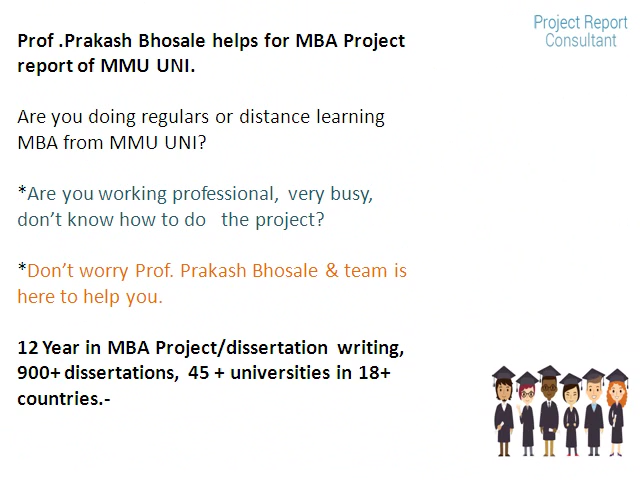 Project Report
Consultant
Prof .Prakash Bhosale helps for MBA Project
report of MMU UNI.
Are you doing regulars or distance learning
MBA from MMU UNI?
*Are you working professional, very busy,
don't know how to do the project?
*Don't worry Prof. Prakash Bhosale & team is
here to help you.
12 Year in MBA Project/dissertation writing,
900+ dissertations, 45 + universities in 18+
countries.-